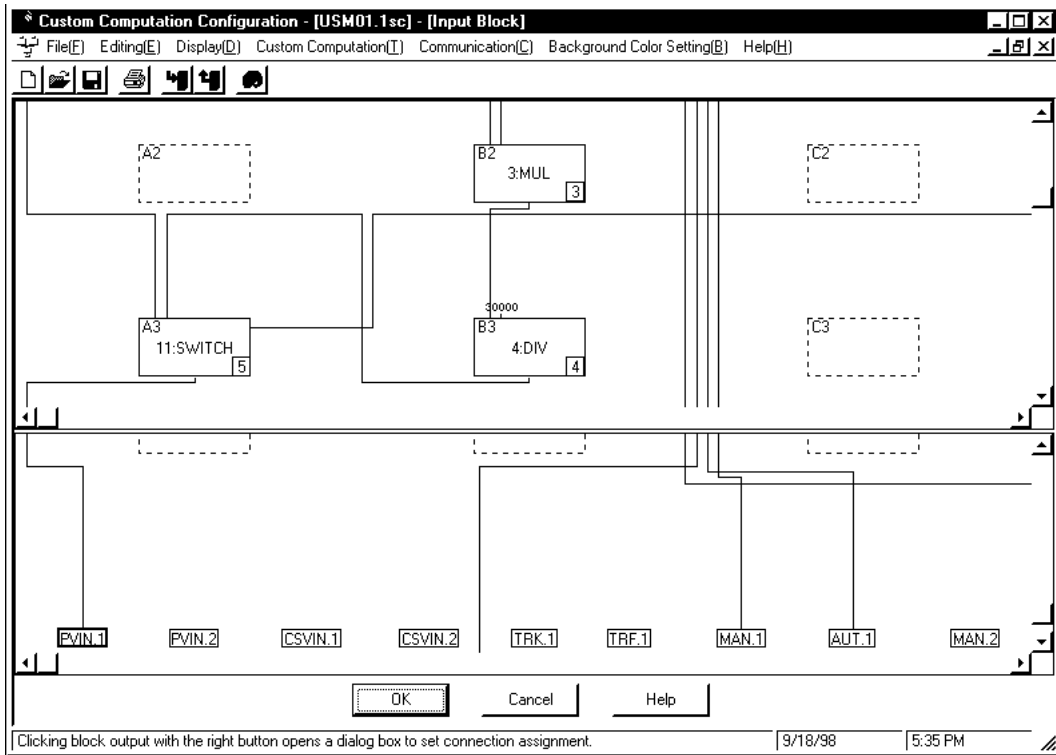 Custom Computation Configuration - [USM01.1sc] - [Input Block]
File(F) Editing(E) Display(D) Custom Computation(T) Communication(C) Background Color Setting(B) Help(H)
A2
B2
3:MUL
3
C2
30000
A3
11:SWITCH
5
B3
4:DIV
4
C3
PVIN.1 PVIN.2 CSVIN.1 CSVIN.2 TRK.1 TRF.1 MAN.1 AUT.1 MAN.2
OK Cancel Help
Clicking block output with the right button opens a dialog box to set connection assignment. 9/18/98 5:35 PM